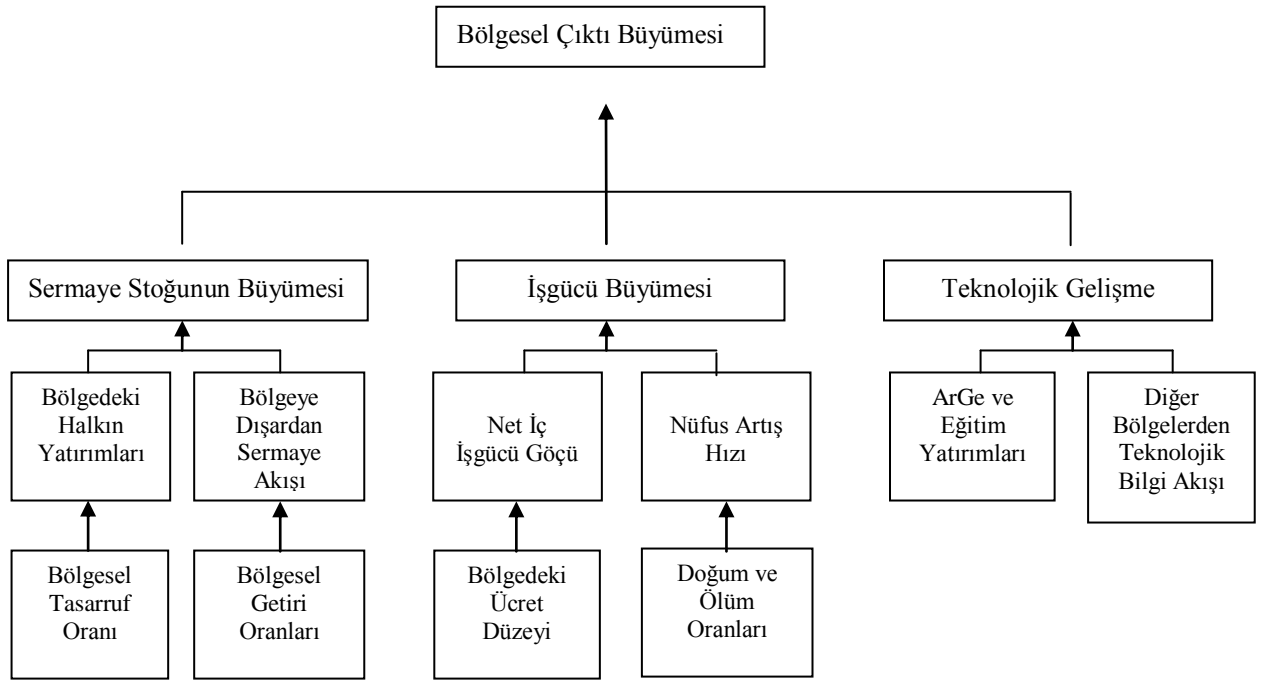 Bölgesel Çıktı Büyümesi
Sermaye Stoğunun Büyümesi
İşgücü Büyümesi
Teknolojik Gelişme
Bölgedeki
Halkın
Yatırımları
Bölgeye
Dışardan
Sermaye
Akışı
Net İç
İşgücü Göçü
Nüfus Artış
Hızı
ArGe ve
Eğitim
Yatırımları
Diğer
Bölgelerden
Teknolojik
Bilgi Akışı
Bölgesel
Tasarruf
Oranı
Bölgesel
Getiri
Oranları
Bölgedeki
Ücret
Düzeyi
Doğum ve
Ölüm
Oranları